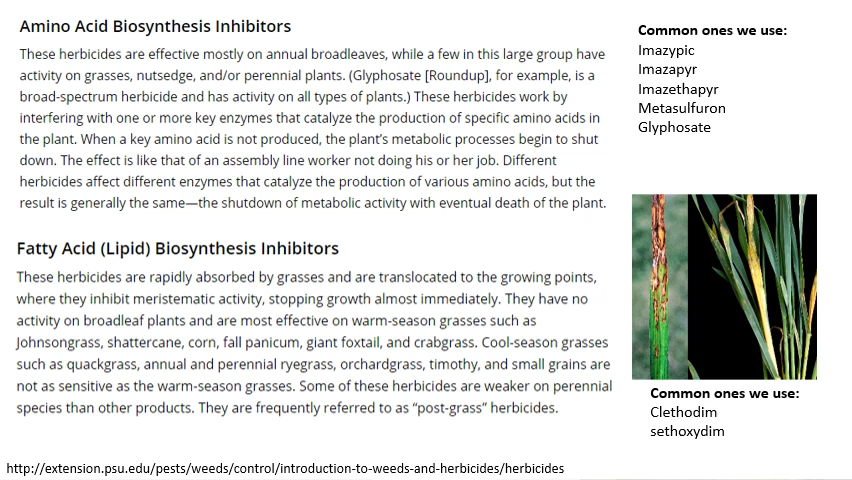 Amino Acid Biosynthesis Inhibitors
These herbicides are effective mostly on annual broadleaves, while a few in this large group have
activity on grasses, nutsedge, and/or perennial plants. (Glyphosate [Roundup], for example, is a
broad-spectrum herbicide and has activity on all types of plants.) These herbicides work by
interfering with one or more key enzymes that catalyze the production of specific amino acids in
the plant. When a key amino acid is not produced, the plant’s metabolic processes begin to shut
down. The effect is like that of an assembly line worker not doing his or her job. Different
herbicides affect different enzymes that catalyze the production of various amino acids, but the
result is generally the same—the shutdown of metabolic activity with eventual death of the plant.
Common ones we use:
Imazypic
Imazapyr
Imazethapyr
Metasulfuron
Glyphosate
Fatty Acid (Lipid) Biosynthesis Inhibitors
These herbicides are rapidly absorbed by grasses and are translocated to the growing points,
where they inhibit meristematic activity, stopping growth almost immediately. They have no
activity on broadleaf plants and are most effective on warm-season grasses such as
Johnsongrass, shattercane, corn, fall panicum, giant foxtail, and crabgrass. Cool-season grasses
such as quackgrass, annual and perennial ryegrass, orchardgrass, timothy, and small grains are
not as sensitive as the warm-season grasses. Some of these herbicides are weaker on perennial
species than other products. They are frequently referred to as “post-grass” herbicides.
Common ones we use:
Clethodim
sethoxydim
http://extension.psu.edu/pests/weeds/control/introduction-to-weeds-and-herbicides/herbicides